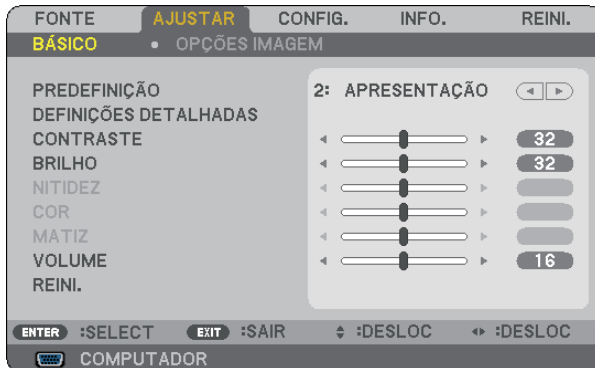 FONTE AJUSTAR CONFIG. INFO. REINI.
BÁSICO • OPÇÕES IMAGEM
PREDEFINIÇÃO 2: APRESENTAÇÃO
DEFINIÇÕES DETALHADAS
CONTRASTE 32
BRILHO 32
NITIDEZ
COR
MATIZ
VOLUME 16
REINI.
ENTER :SELECT EXIT :SAIR :DESLOC :DESLOC
COMPUTADOR